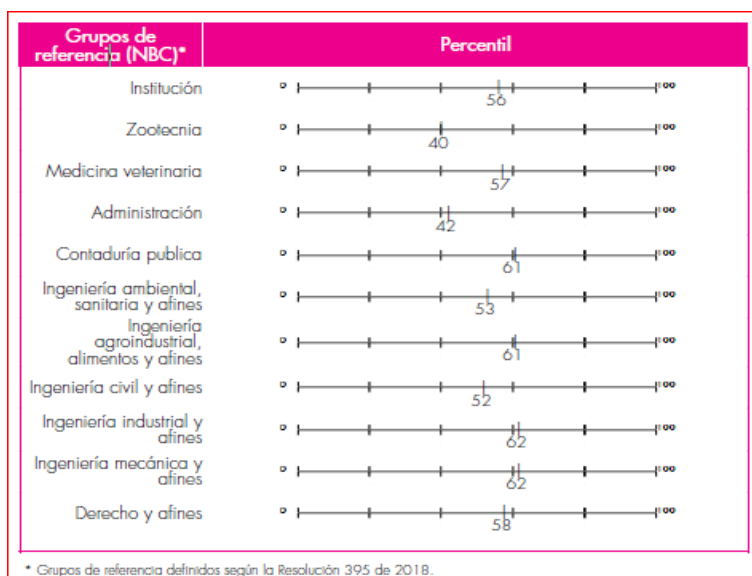 Grupos de
referencia (NBC)*
Percentil
Institución
0 100
56
Zootecnia
0 100
40
Medicina veterinaria
0 100
57
Administración
0 100
42
Contaduría publica
0 100
61
Ingeniería ambiental,
sanitaria y afines
0 100
53
Ingeniería
agroindustrial,
alimentos y afines
0 100
61
Ingeniería civil y afines
0 100
52
Ingeniería industrial y
afines
0 100
62
Ingeniería mecánica y
afines
0 100
62
Derecho y afines
0 100
58
* Grupos de referencia definidos según la Resolución 395 de 2018.